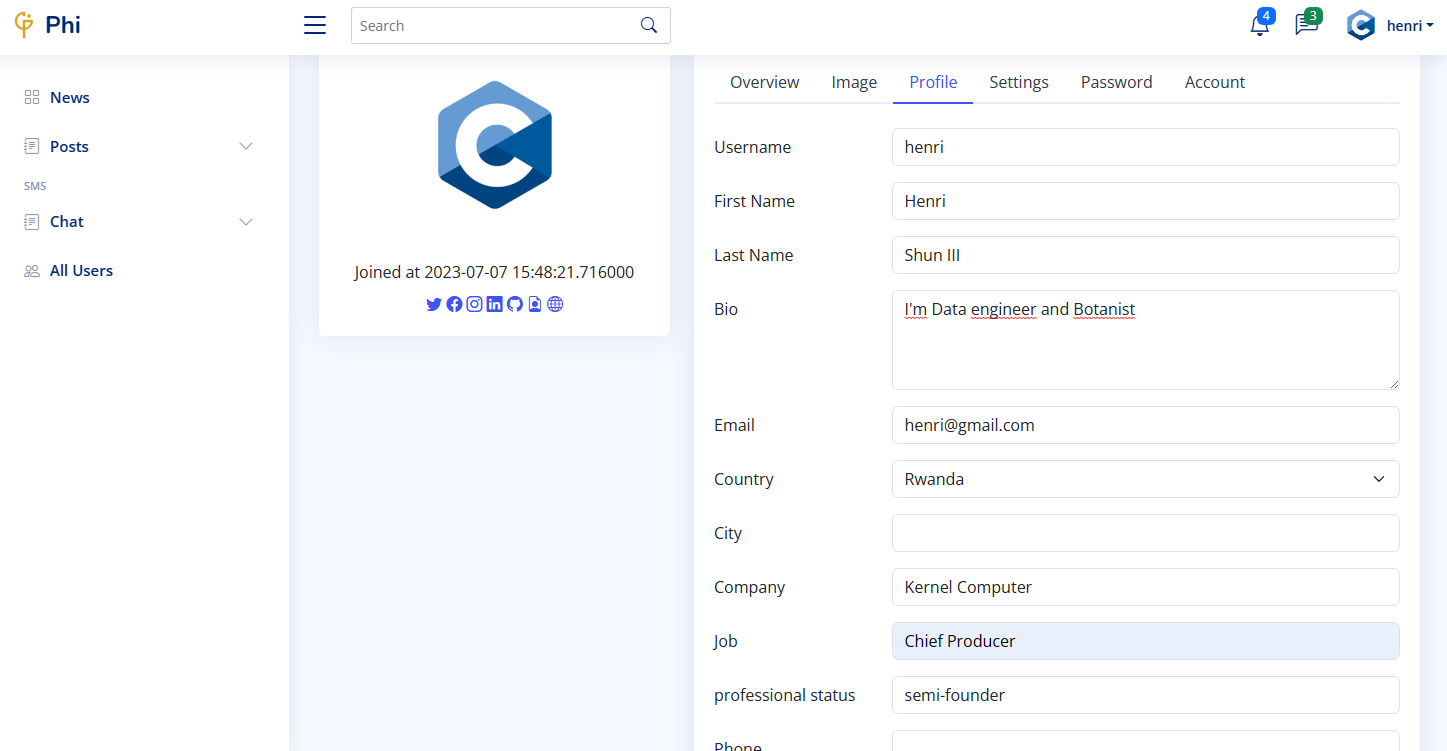 Phi
Search
4
3
henri
News
Posts
SMS
Chat
All Users
Joined at 2023-07-07 15:48:21.716000
Overview Image Profile Settings Password Account
Username henri
First Name Henri
Last Name Shun III
Bio I'm Data engineer and Botanist
Email henri@gmail.com
Country Rwanda
City
Company Kernel Computer
Job Chief Producer
professional status semi-founder
Phone